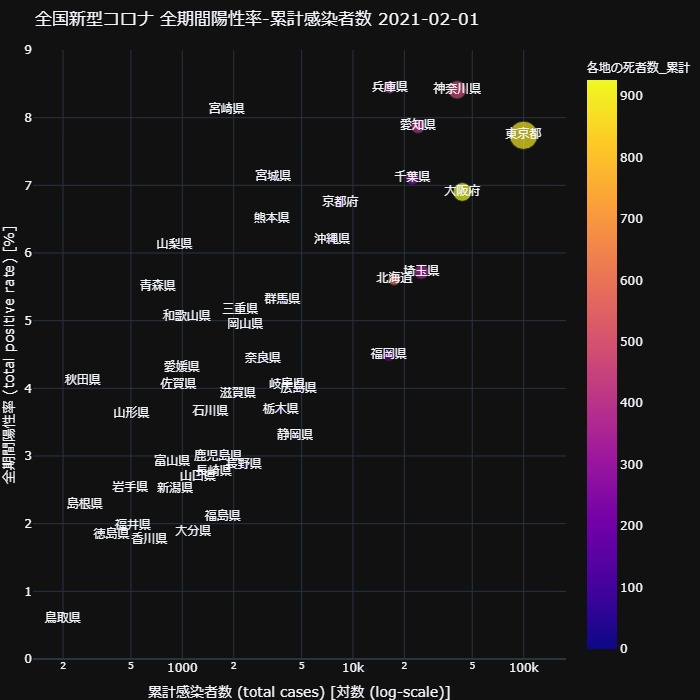 全国新型コロナ 全期間陽性率-累計感染者数 2021-02-01
各地の死者数_累計
9
8
7
6
5
4
3
2
1
0
全期間陽性率 (total positive rate) [%]
兵庫県
神奈川県
宮崎県
愛知県
東京都
宮城県
千葉県
大阪府
京都府
熊本県
沖縄県
山梨県
埼玉県
北海道
青森県
群馬県
三重県
和歌山県
岡山県
福岡県
奈良県
愛媛県
秋田県
佐賀県
岐阜県
広島県
滋賀県
山形県
石川県
栃木県
静岡県
鹿児島県
富山県
長野県
長崎県
山口県
岩手県
新潟県
島根県
福島県
福井県
徳島県
大分県
香川県
鳥取県
2
5
1000
2
5
10k
2
5
100k
累計感染者数 (total cases) [対数 (log-scale)]
900
800
700
600
500
400
300
200
100
0